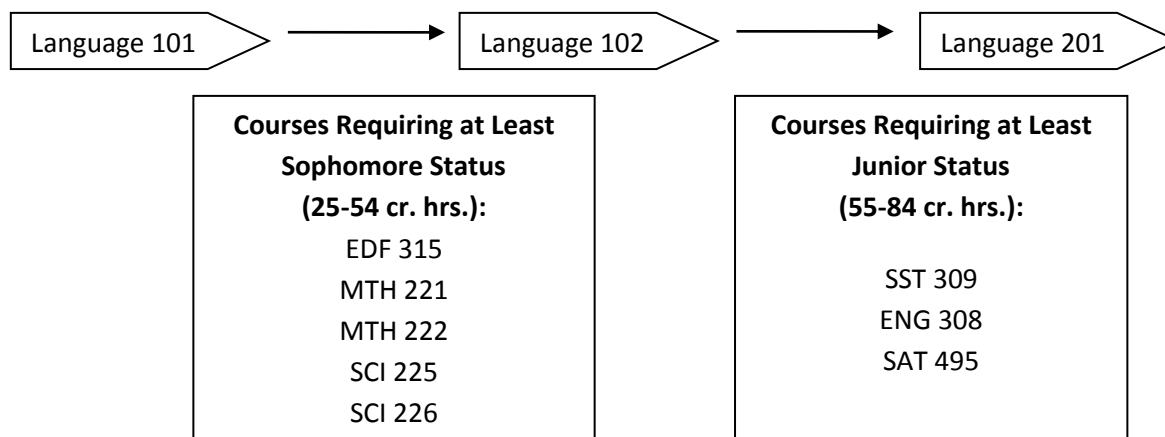 Language 101
Language 102
Language 201
Courses Requiring at Least
Sophomore Status
(25-54 cr. hrs.):
EDF 315
MTH 221
MTH 222
SCI 225
SCI 226
Courses Requiring at Least
Junior Status
(55-84 cr. hrs.):
SST 309
ENG 308
SAT 495